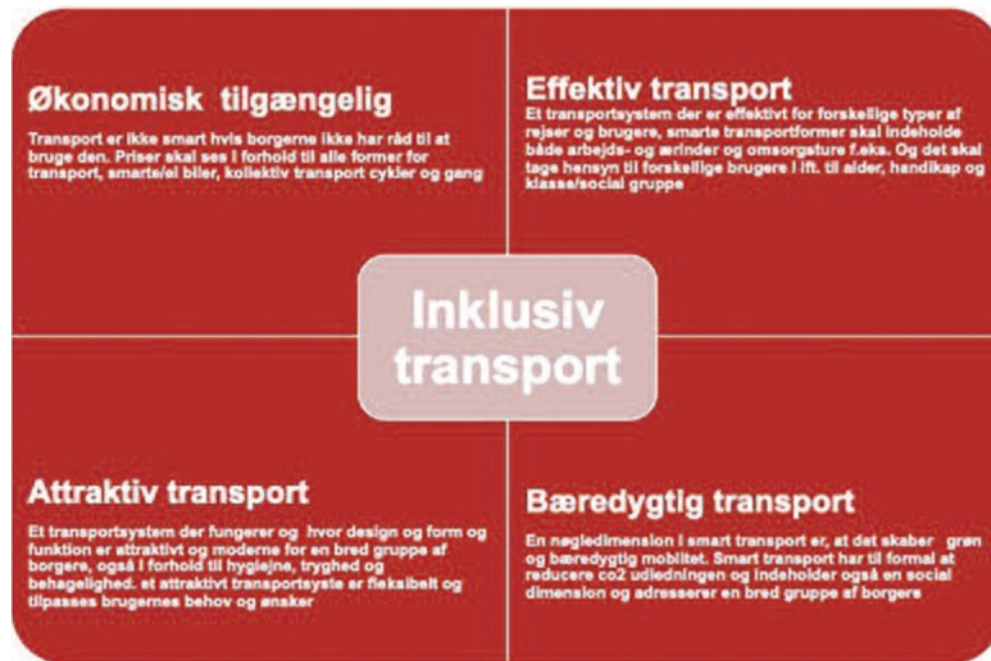 Økonomisk tilgængelig
Transport er ikke smart hvis borgerne ikke har råd til at
bruge den. Priser skal ses i forhold til alle former for
transport, smarte/el biler, kollektiv transport cykler og gang
Effektiv transport
Et transportsystem der er effektivt for forskellige typer af
rejser og brugere, smarte transportformer skal indeholde
både arbejds- og ærinder og omsorgsture f.eks. Og det skal
tage hensyn til forskellige brugere i ift. til alder, handikap og
klasse/social gruppe
Inklusiv
transport
Attraktiv transport
Et transportsystem der fungerer og hvor design og form og
funktion er attraktivt og moderne for en bred gruppe af
borgere, også i forhold til hygiejne, tryghed og
behagelighed. et attraktivt transportsyste er fleksibelt og
tilpasses brugernes behov og ønsker
Bæredygtig transport
En nøgledimension i smart transport er, at det skaber grøn
og bæredygtig moblitet. Smart transport har til formal at
reducere co2 udledningen og indeholder også en social
dimension og adresserer en bred gruppe af borgere